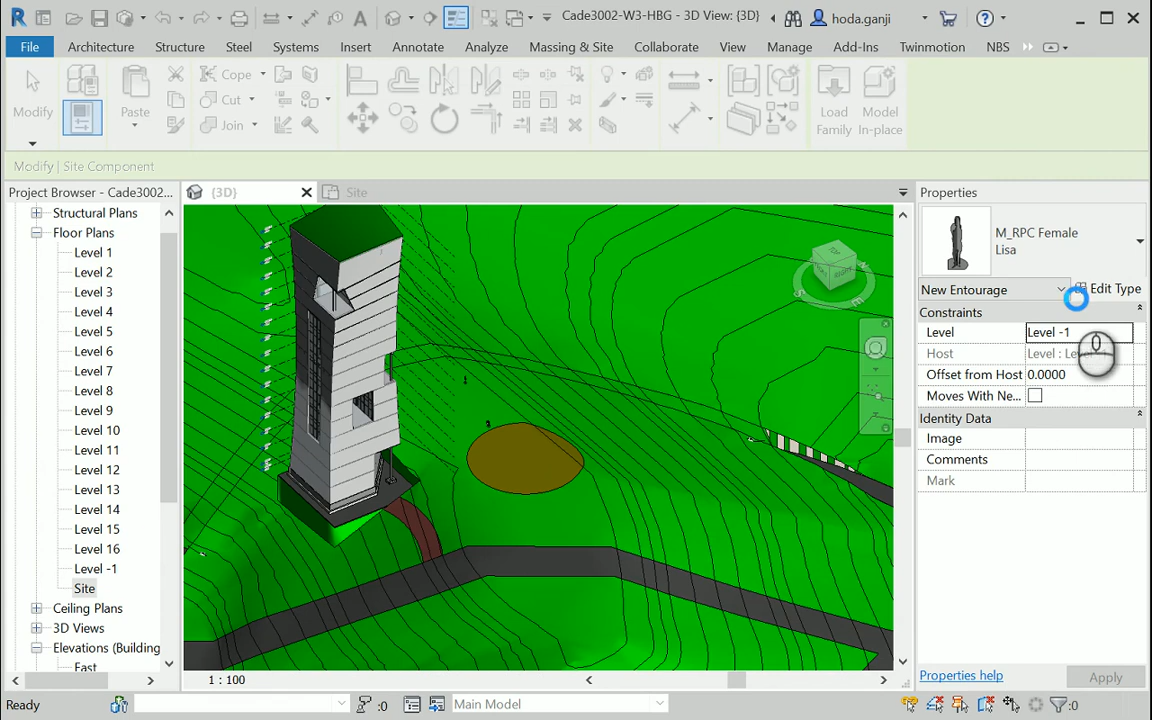 Cade3002-W3-HBG - 3D View: {3D}
hoda.ganji
File Architecture Structure Steel Systems Insert Annotate Analyze Massing & Site Collaborate View Manage Add-Ins Twinmotion NBS
Modify
Paste
Cope
Cut
Join
Load Family
Model In-place
Modify | Site Component
Project Browser - Cade3002...
Structural Plans
Floor Plans
Level 1
Level 2
Level 3
Level 4
Level 5
Level 6
Level 7
Level 8
Level 9
Level 10
Level 11
Level 12
Level 13
Level 14
Level 15
Level 16
Level -1
Site
Ceiling Plans
3D Views
Elevations (Building
East
{3D}
Site
TOP
RIGHT
1 : 100
Properties
M_RPC Female
Lisa
New Entourage
Edit Type
Constraints
Level Level -1
Host Level : Le
Offset from Host 0.0000
Moves With Ne...
Identity Data
Image
Comments
Mark
Properties help
Apply
Ready
:0
Main Model
:0